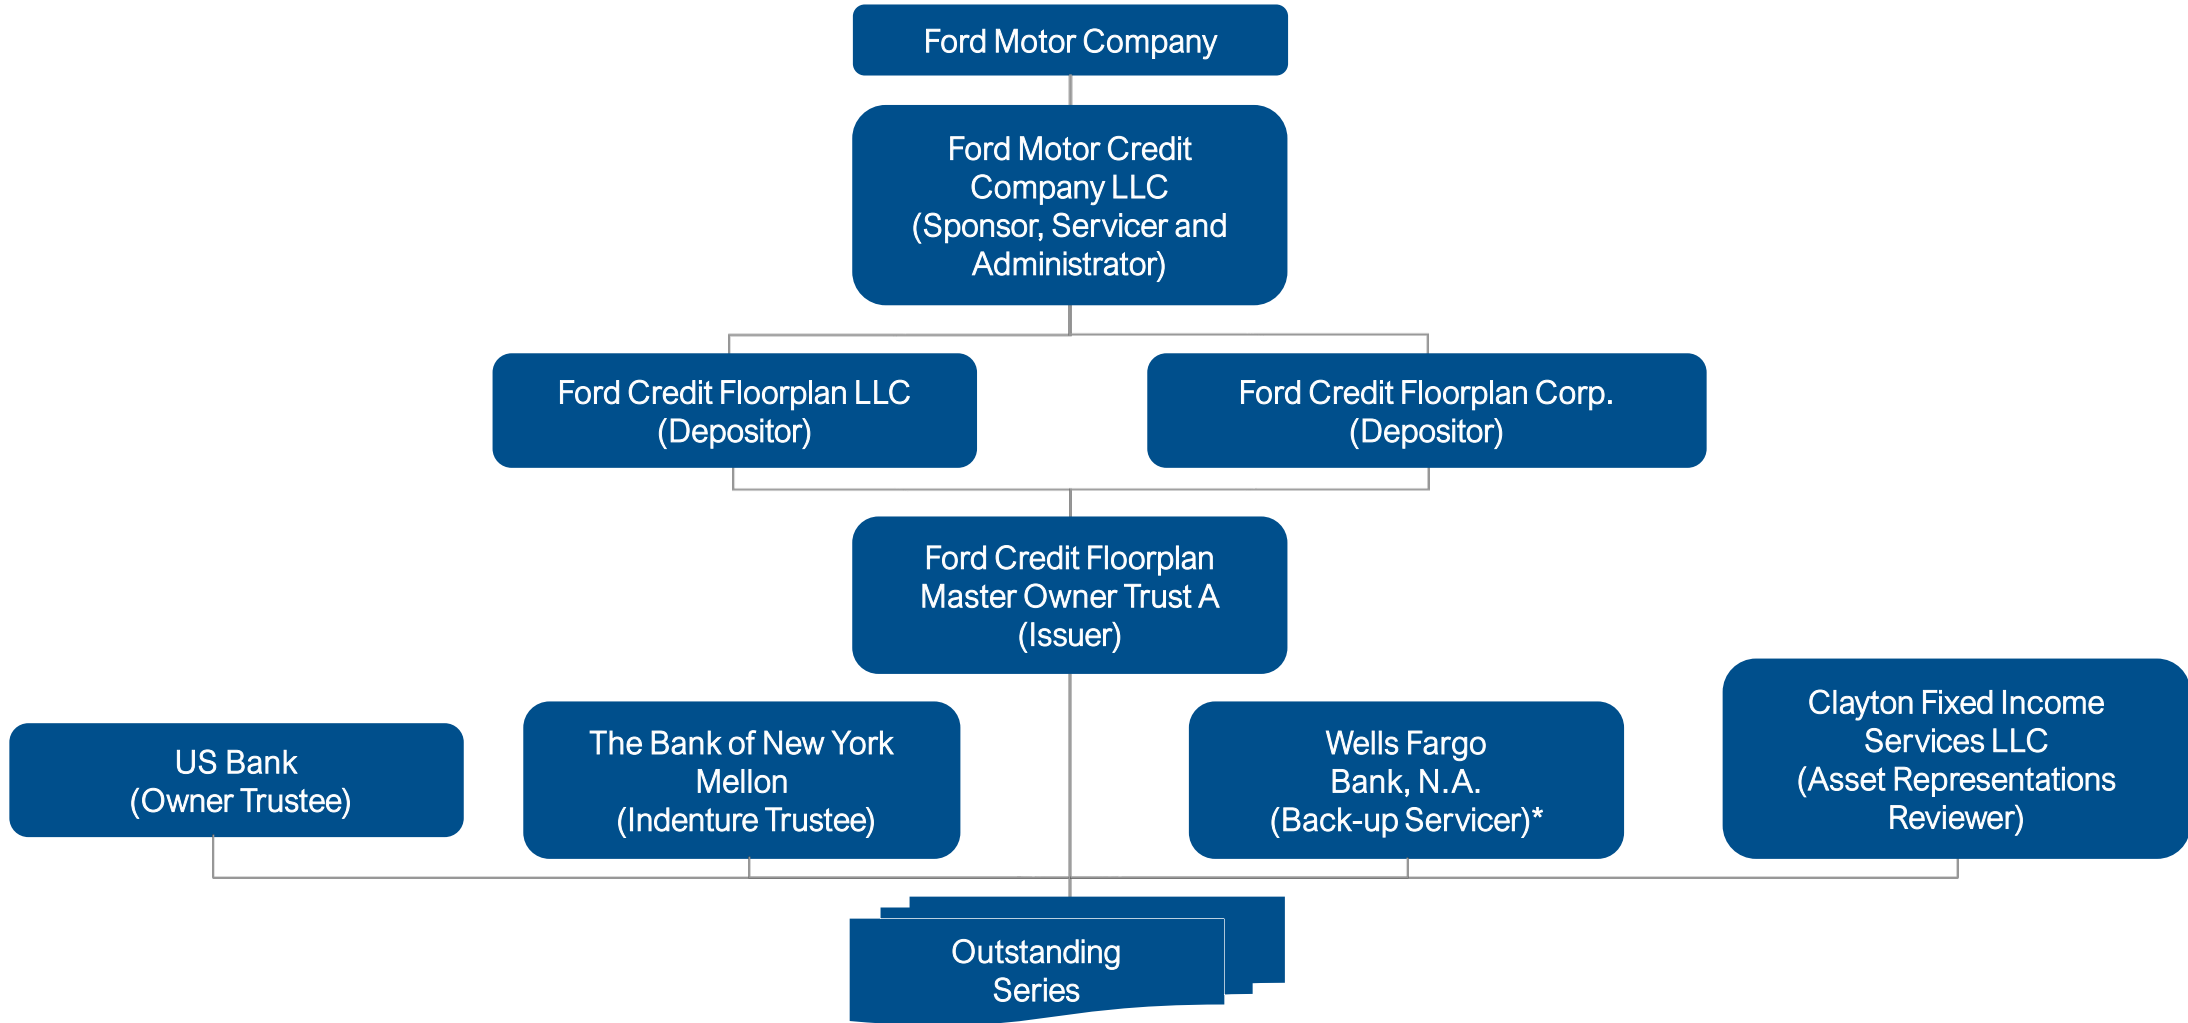 Ford Motor Company
Ford Motor Credit
Company LLC
(Sponsor, Servicer and
Administrator)
Ford Credit Floorplan LLC
(Depositor)
Ford Credit Floorplan Corp.
(Depositor)
Ford Credit Floorplan
Master Owner Trust A
(Issuer)
US Bank
(Owner Trustee)
The Bank of New York
Mellon
(Indenture Trustee)
Wells Fargo
Bank, N.A.
(Back-up Servicer)*
Clayton Fixed Income
Services LLC
(Asset Representations
Reviewer)
Outstanding
Series